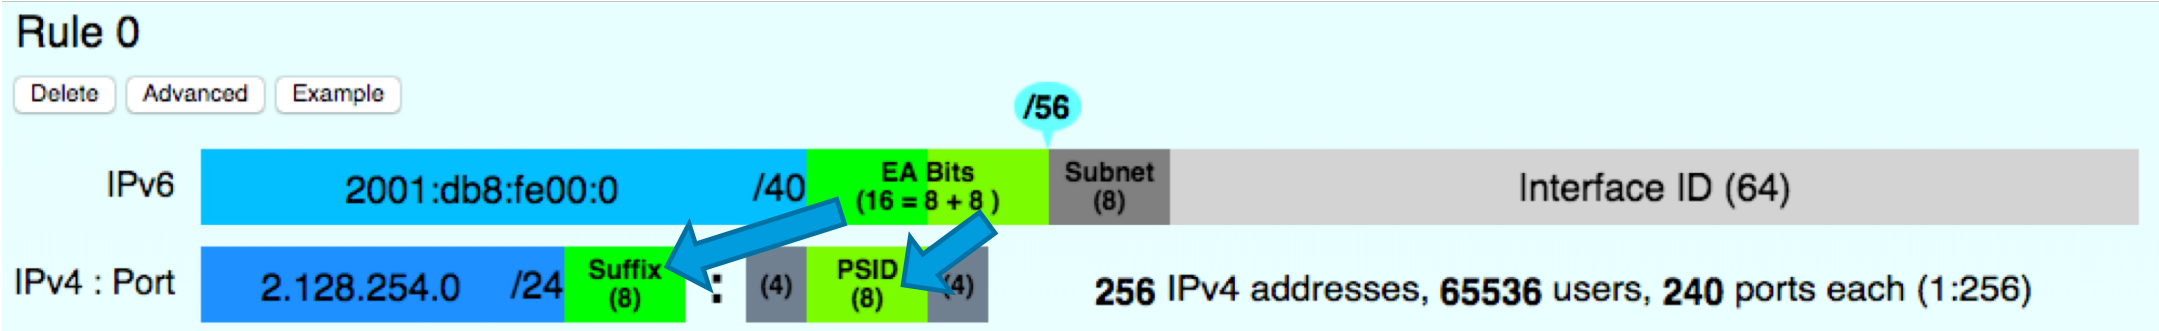 Rule 0
Delete Advanced Example
/56
IPv6 2001:db8:fe00:0 /40 EA Bits (16 = 8 + 8 ) Subnet (8) Interface ID (64)
IPv4 : Port 2.128.254.0 /24 Suffix (8) : (4) PSID (8) (4) 256 IPv4 addresses, 65536 users, 240 ports each (1:256)